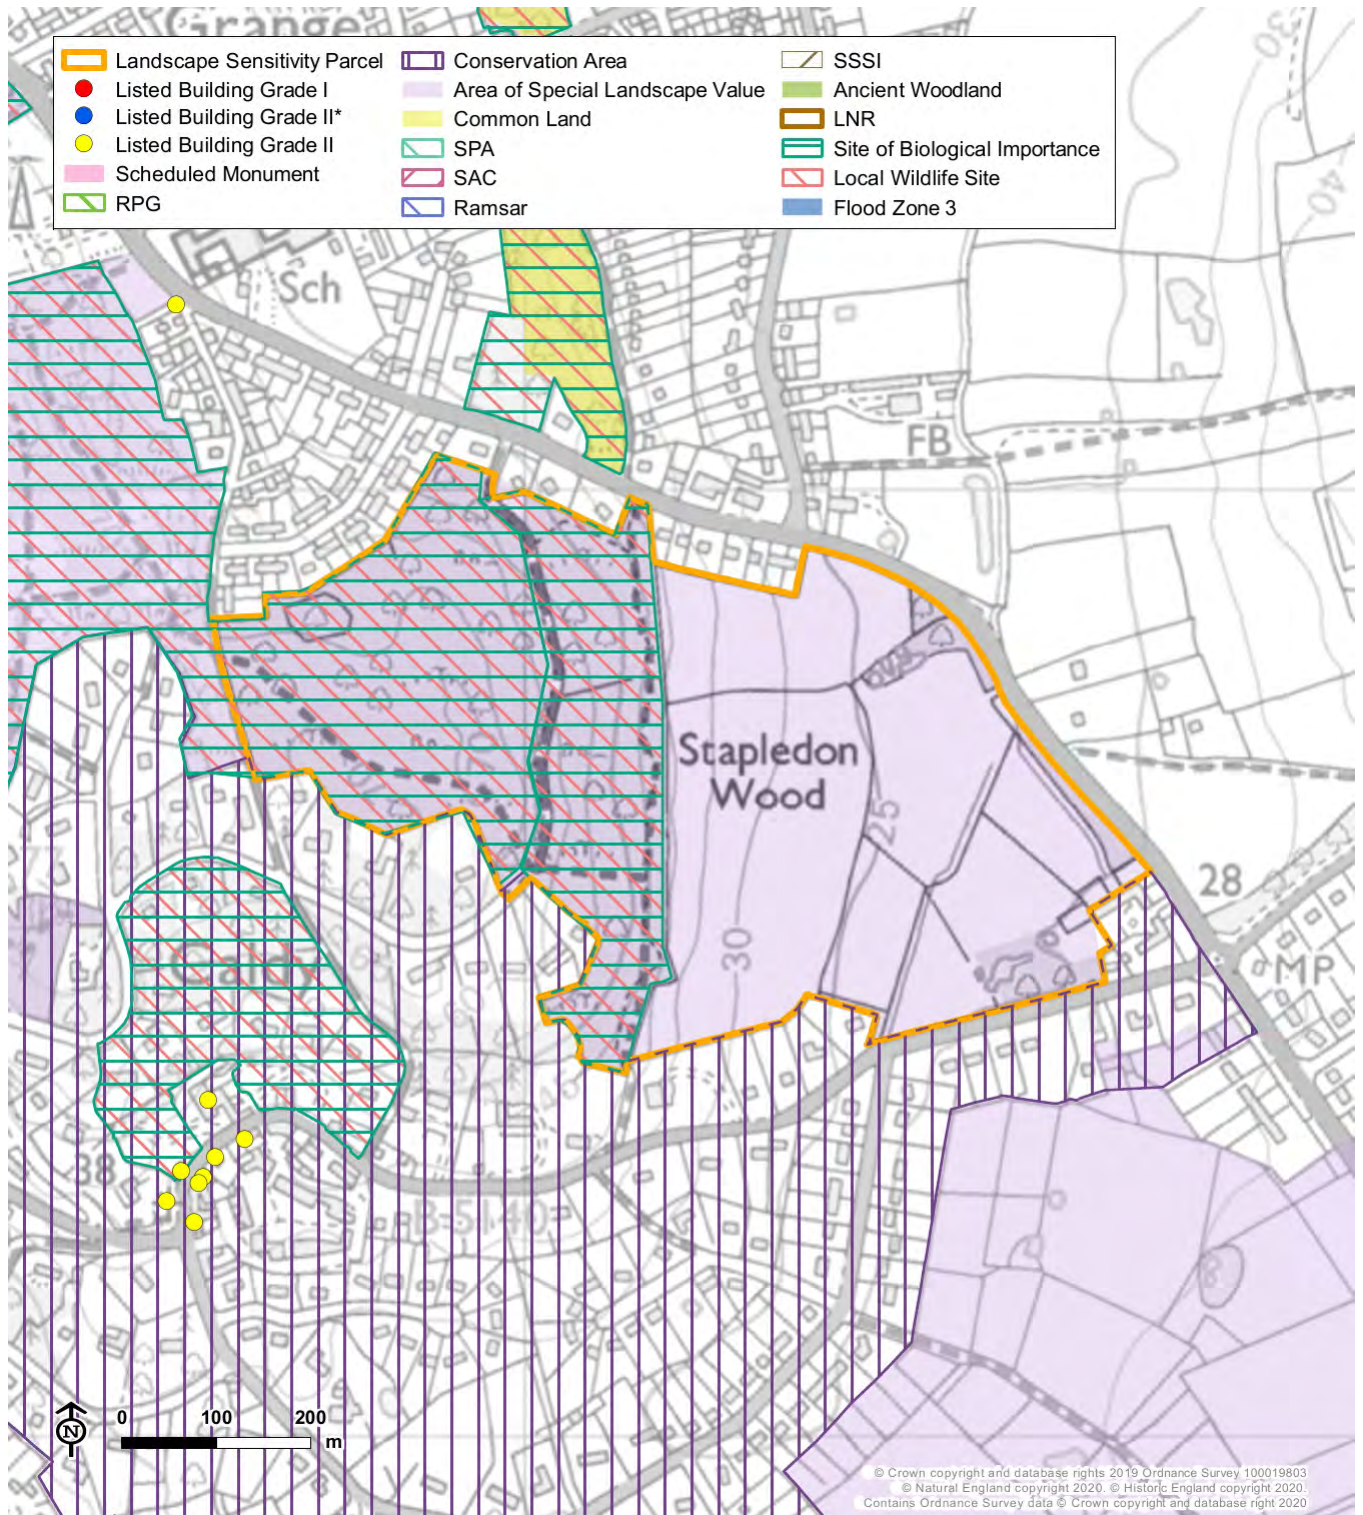 Grange
Landscape Sensitivity Parcel
Listed Building Grade I
Listed Building Grade II*
Listed Building Grade II
Scheduled Monument
RPG
Conservation Area
Area of Special Landscape Value
Common Land
SPA
SAC
Ramsar
SSSI
Ancient Woodland
LNR
Site of Biological Importance
Local Wildlife Site
Flood Zone 3
30
40
Sch
FB
Stapledon
Wood
25
30
28
MP
38
B 5140
N
0 100 200
m
© Crown copyright and database rights 2019 Ordnance Survey 100019803
© Natural England copyright 2020. © Historic England copyright 2020.
Contains Ordnance Survey data © Crown copyright and database right 2020